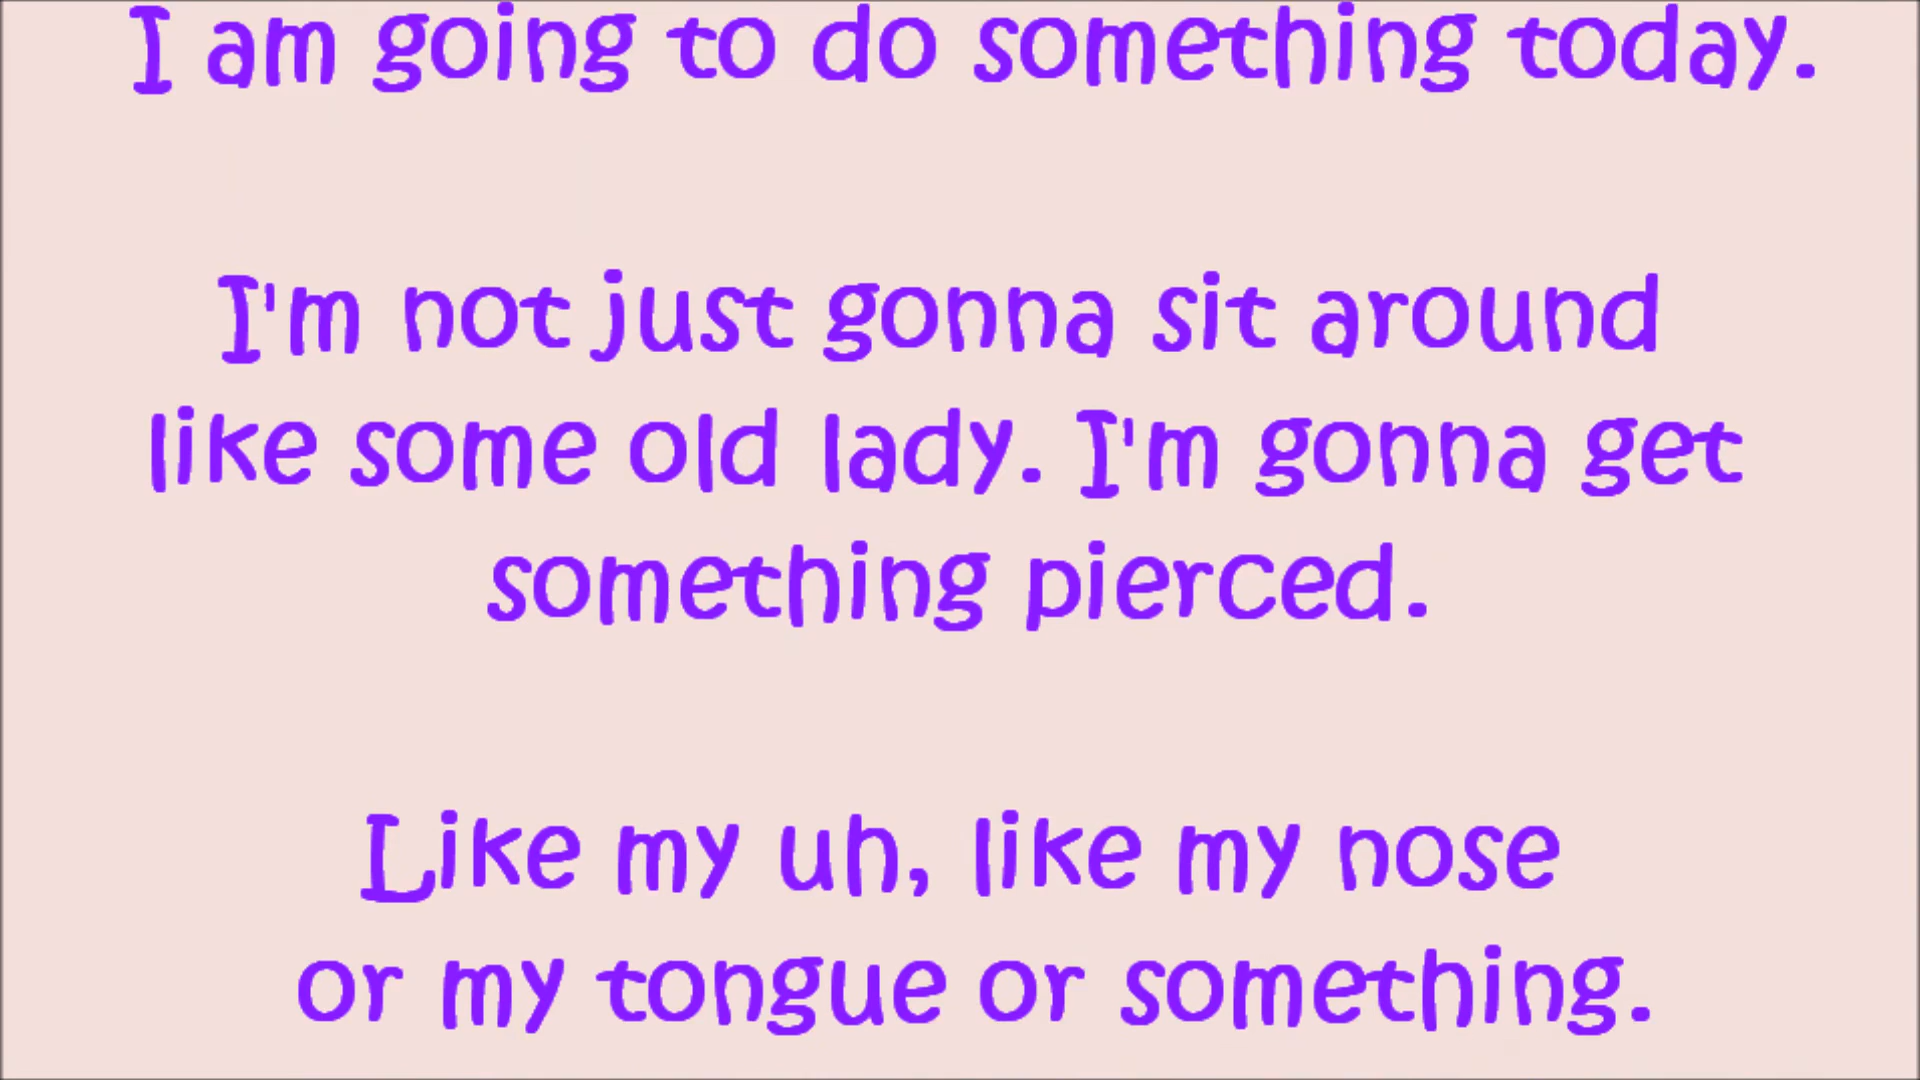 I am going to do something today.
I'm not just gonna sit around
like some old lady. I'm gonna get
something pierced.
Like my uh, like my nose
or my tongue or something.